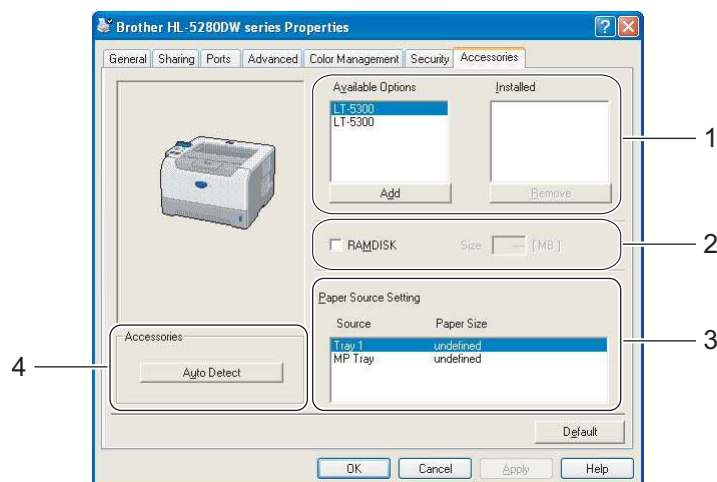 Brother HL-5280DW series Properties
General Sharing Ports Advanced Color Management Security Accessories
Available Options Installed
LT-5300
LT-5300
Add Remove
1
RAMDISK Size --- [ MB ]
2
Paper Source Setting
Source Paper Size
Tray 1 undefined
MP Tray undefined
3
Accessories
Auto Detect
4
Default
OK Cancel Apply Help